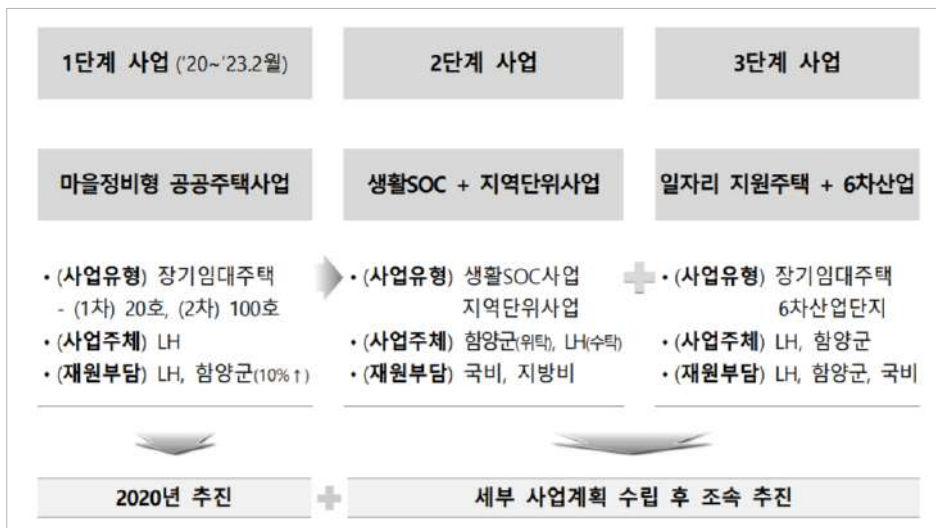 1단계 사업 ('20~'23.2월)
마을정비형 공공주택사업
• (사업유형) 장기임대주택
- (1차) 20호, (2차) 100호
• (사업주체) LH
• (재원부담) LH, 함양군(10%↑)
2단계 사업
생활SOC + 지역단위사업
• (사업유형) 생활SOC사업
지역단위사업
• (사업주체) 함양군(위탁), LH(수탁)
• (재원부담) 국비, 지방비
3단계 사업
일자리 지원주택 + 6차산업
• (사업유형) 장기임대주택
6차산업단지
• (사업주체) LH, 함양군
• (재원부담) LH, 함양군, 국비
2020년 추진
세부 사업계획 수립 후 조속 추진